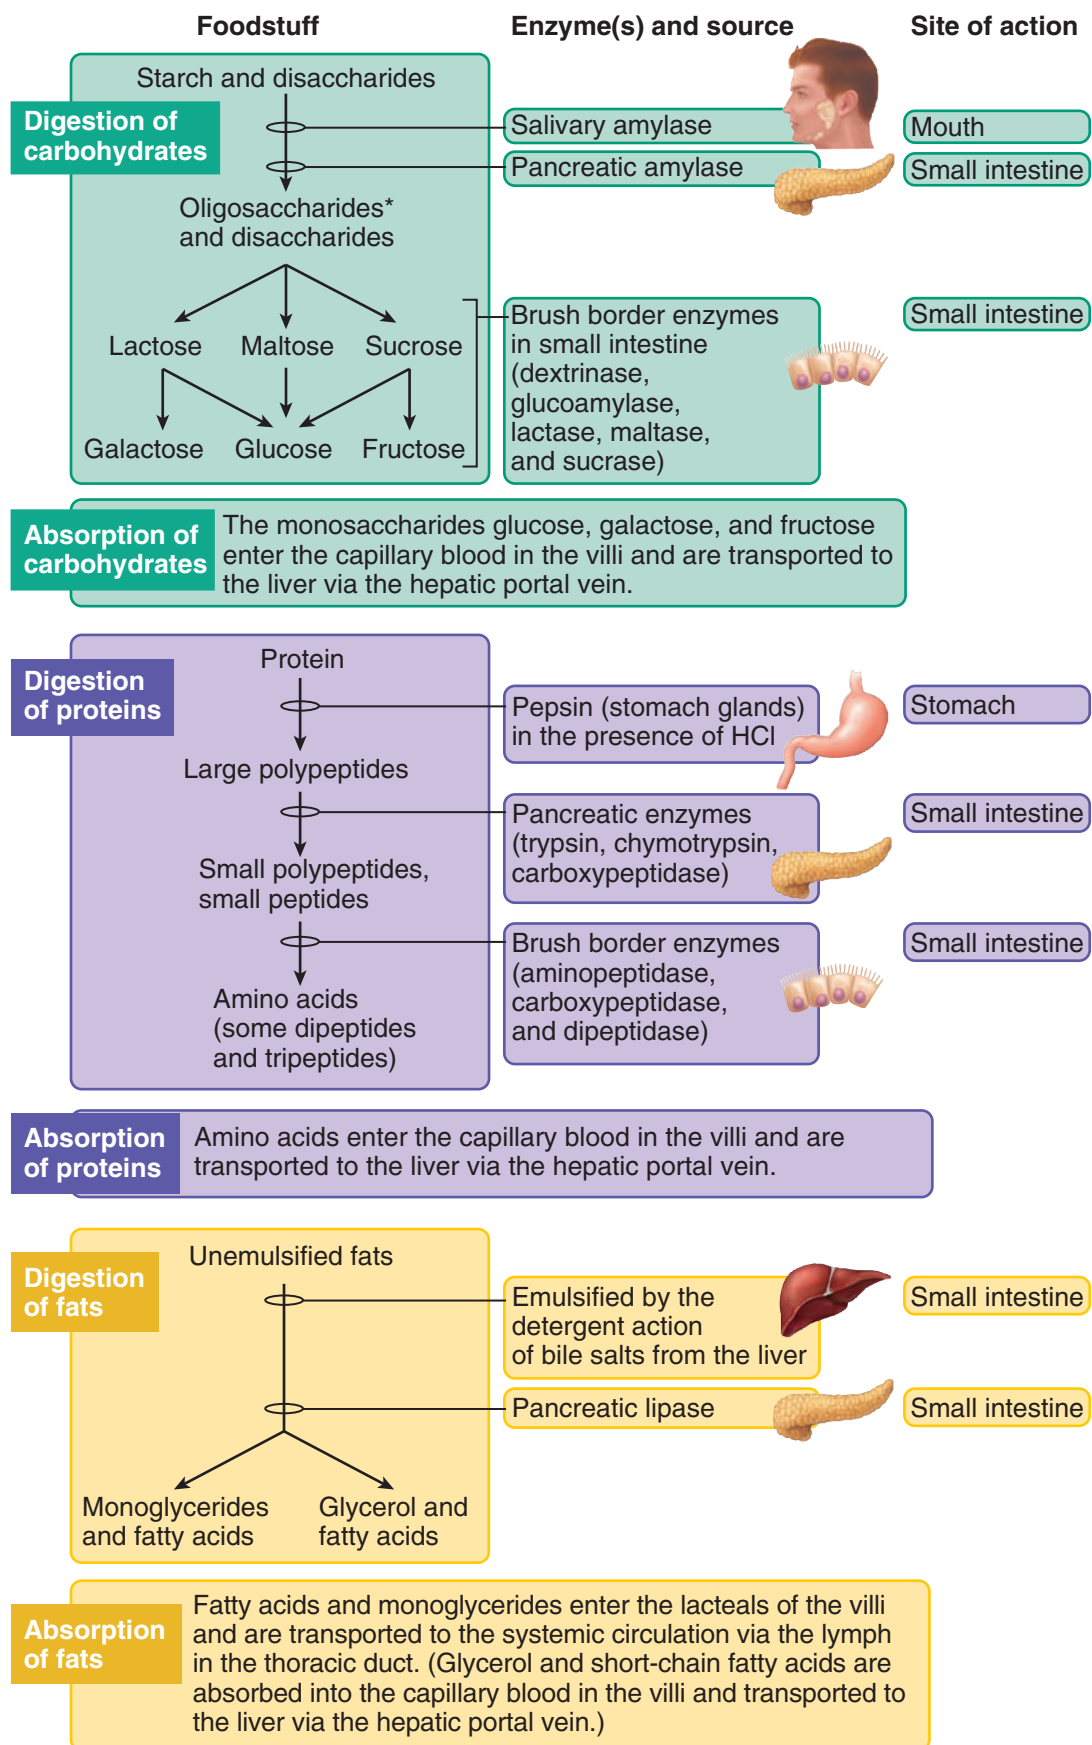 Foodstuff
Enzyme(s) and source
Site of action
Digestion of
carbohydrates
Starch and disaccharides
Salivary amylase
Mouth
Pancreatic amylase
Small intestine
Oligosaccharides*
and disaccharides
Lactose
Maltose
Sucrose
Galactose
Glucose
Fructose
Brush border enzymes
in small intestine
(dextrinase,
glucoamylase,
lactase, maltase,
and sucrase)
Small intestine
Absorption of
carbohydrates
The monosaccharides glucose, galactose, and fructose
enter the capillary blood in the villi and are transported to
the liver via the hepatic portal vein.
Digestion
of proteins
Protein
Pepsin (stomach glands)
in the presence of HCl
Stomach
Large polypeptides
Pancreatic enzymes
(trypsin, chymotrypsin,
carboxypeptidase)
Small intestine
Small polypeptides,
small peptides
Brush border enzymes
(aminopeptidase,
carboxypeptidase,
and dipeptidase)
Small intestine
Amino acids
(some dipeptides
and tripeptides)
Absorption
of proteins
Amino acids enter the capillary blood in the villi and are
transported to the liver via the hepatic portal vein.
Digestion
of fats
Unemulsified fats
Emulsified by the
detergent action
of bile salts from the liver
Small intestine
Pancreatic lipase
Small intestine
Monoglycerides
and fatty acids
Glycerol and
fatty acids
Absorption
of fats
Fatty acids and monoglycerides enter the lacteals of the villi
and are transported to the systemic circulation via the lymph
in the thoracic duct. (Glycerol and short-chain fatty acids are
absorbed into the capillary blood in the villi and transported to
the liver via the hepatic portal vein.)